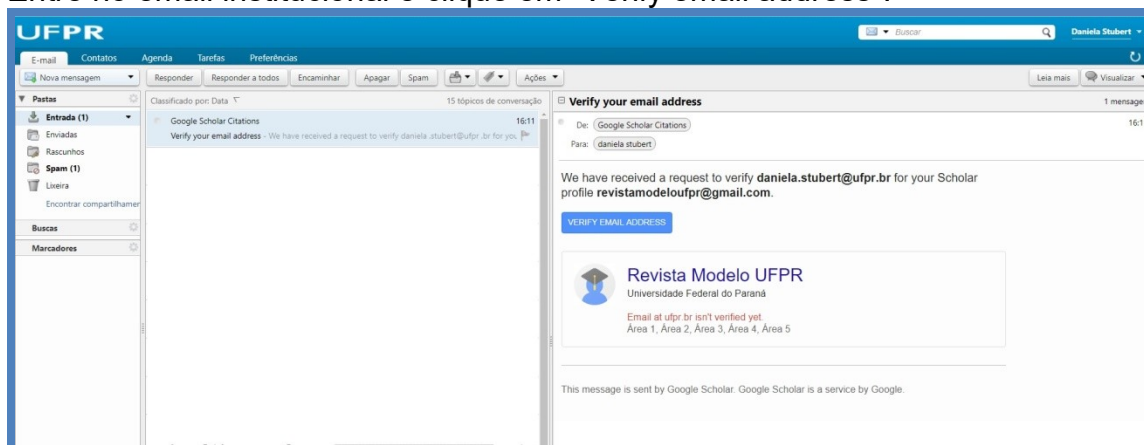 Entre no email institucional e clique em "Verify email address".
UFPR
Buscar
Daniela Stubert
E-mail Contatos Agenda Tarefas Preferências
Nova mensagem Responder Responder a todos Encaminhar Apagar Spam Ações Leia mais Visualizar
Pastas
Entrada (1)
Enviadas
Rascunhos
Spam (1)
Lixeira
Encontrar compartilhamen
Buscas
Marcadores
Classificado por: Data 15 tópicos de conversação
Google Scholar Citations 16:11
Verify your email address - We have received a request to verify daniela.stubert@ufpr.br for you
Verify your email address 1 mensagem
De: Google Scholar Citations 16:1
Para: daniela stubert
We have received a request to verify daniela.stubert@ufpr.br for your Scholar
profile revistamodeloufpr@gmail.com.
VERIFY EMAIL ADDRESS
Revista Modelo UFPR
Universidade Federal do Paraná
Email at ufpr.br isn't verified yet.
Área 1, Área 2, Área 3, Área 4, Área 5
This message is sent by Google Scholar. Google Scholar is a service by Google.